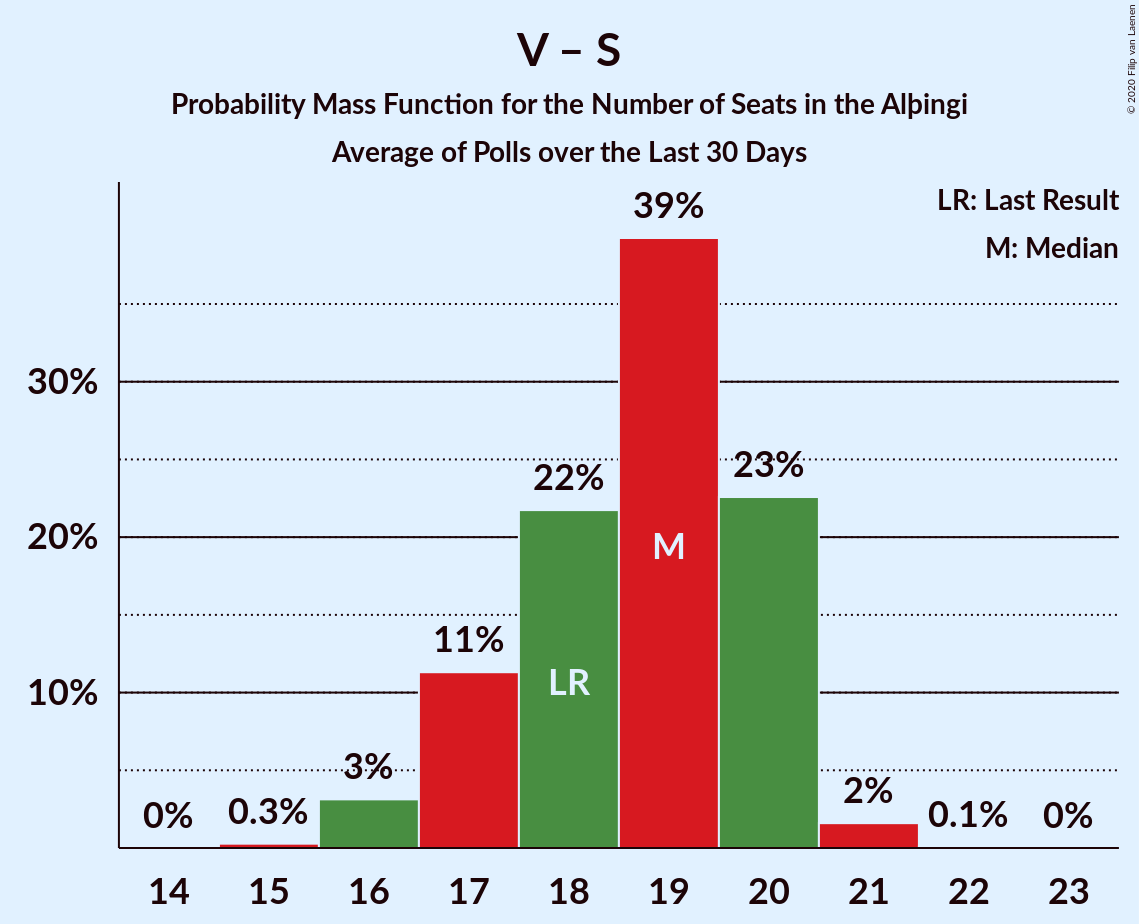 V – S
Probability Mass Function for the Number of Seats in the Alþingi
Average of Polls over the Last 30 Days
© 2020 Filip van Laenen
LR: Last Result
M: Median
39%
30%
23%
22%
20%
M
11%
LR
10%
3%
2%
0%
0.3%
0.1%
0%
14 15 16 17 18 19 20 21 22 23